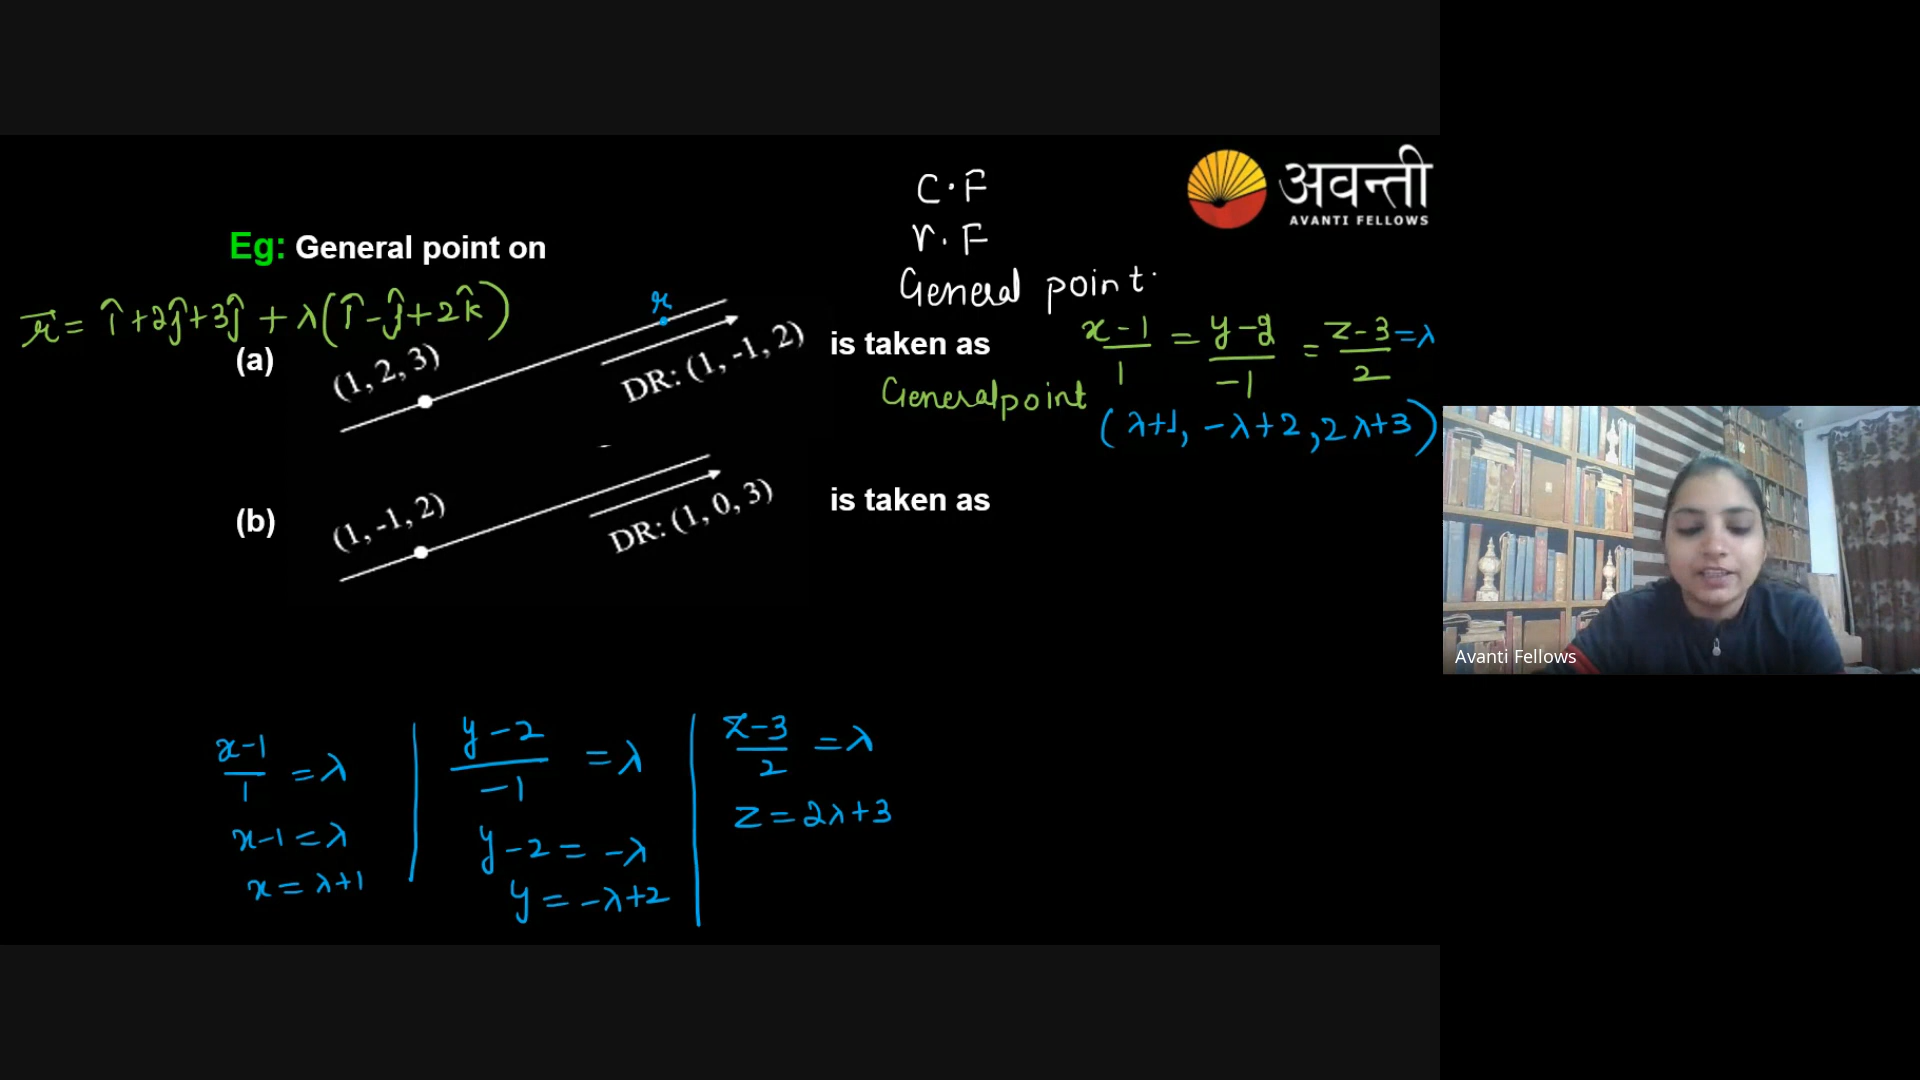 C.F
V.F
General point.
अवन्ती
AVANTI FELLOWS
Eg: General point on
r⃗ = î+2ĵ+3ĵ + λ(î-ĵ+2k̂)
(a)
(1, 2, 3)
r
DR: (1, -1, 2)
is taken as
x-1/1 = y-2/-1 = z-3/2 = λ
General point
(λ+1, -λ+2, 2λ+3)
(b)
(1, -1, 2)
DR: (1, 0, 3)
is taken as
Avanti Fellows
x-1/1 = λ
x-1 = λ
x = λ+1
y-2/-1 = λ
y-2 = -λ
y = -λ+2
z-3/2 = λ
z = 2λ+3